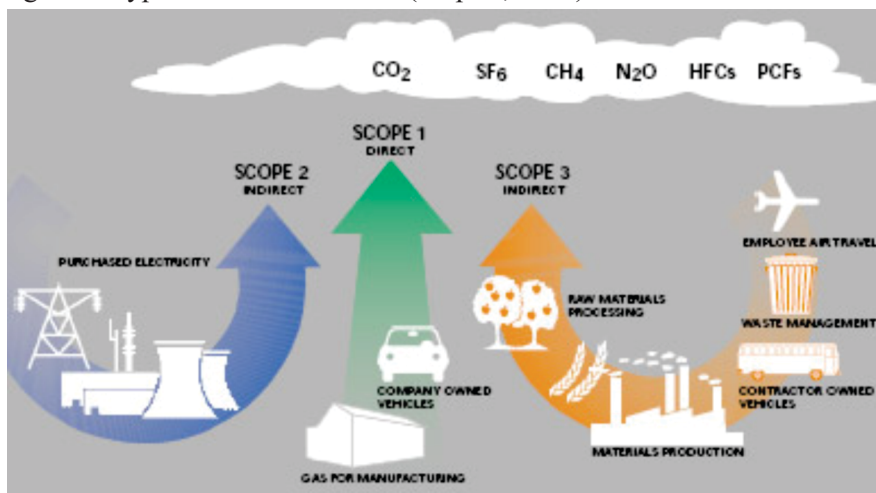 CO2 SF6 CH4 N2O HFCs PCFs
SCOPE 1
DIRECT
SCOPE 2
INDIRECT
SCOPE 3
INDIRECT
PURCHASED ELECTRICITY
COMPANY OWNED
VEHICLES
GAS FOR MANUFACTURING
RAW MATERIALS
PROCESSING
MATERIALS PRODUCTION
EMPLOYEE AIR TRAVEL
WASTE MANAGEMENT
CONTRACTOR OWNED
VEHICLES